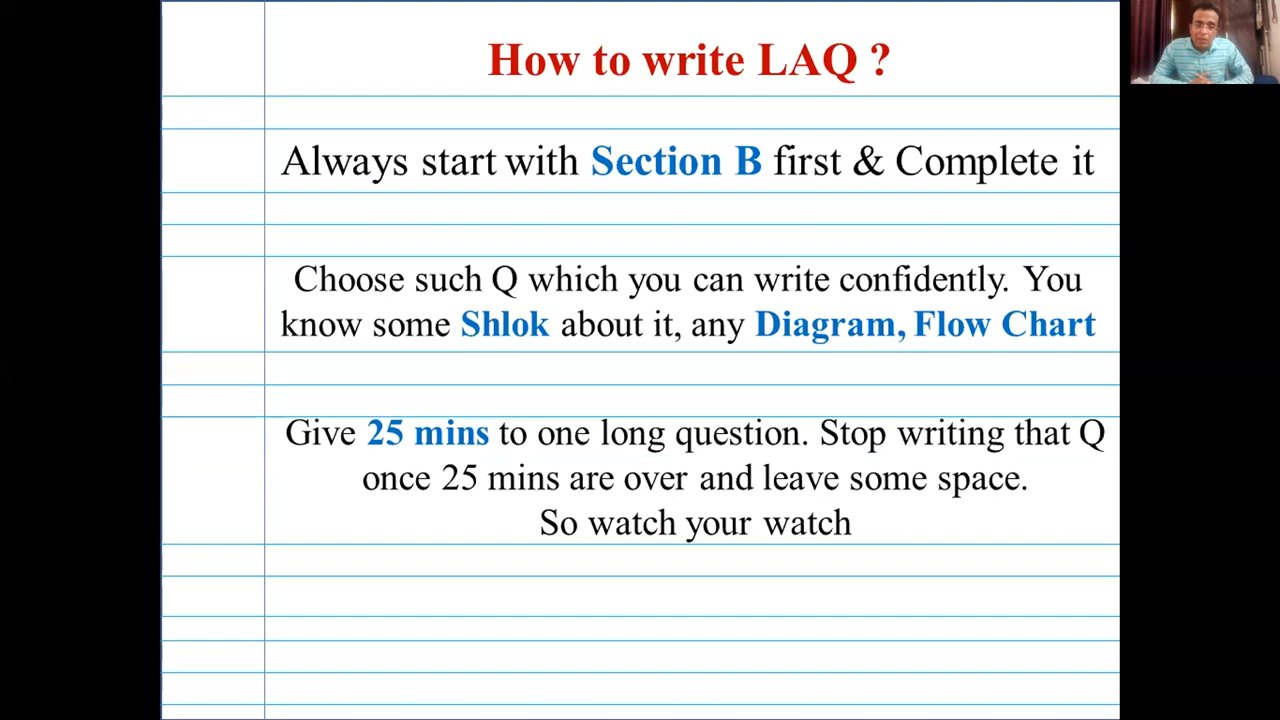 How to write LAQ ?
Always start with Section B first & Complete it
Choose such Q which you can write confidently. You
know some Shlok about it, any Diagram, Flow Chart
Give 25 mins to one long question. Stop writing that Q
once 25 mins are over and leave some space.
So watch your watch